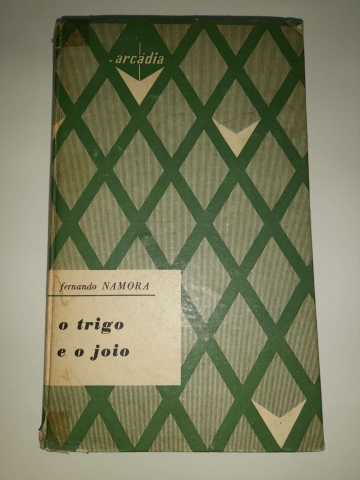 arcádia
fernando NAMORA
o trigo
e o joio